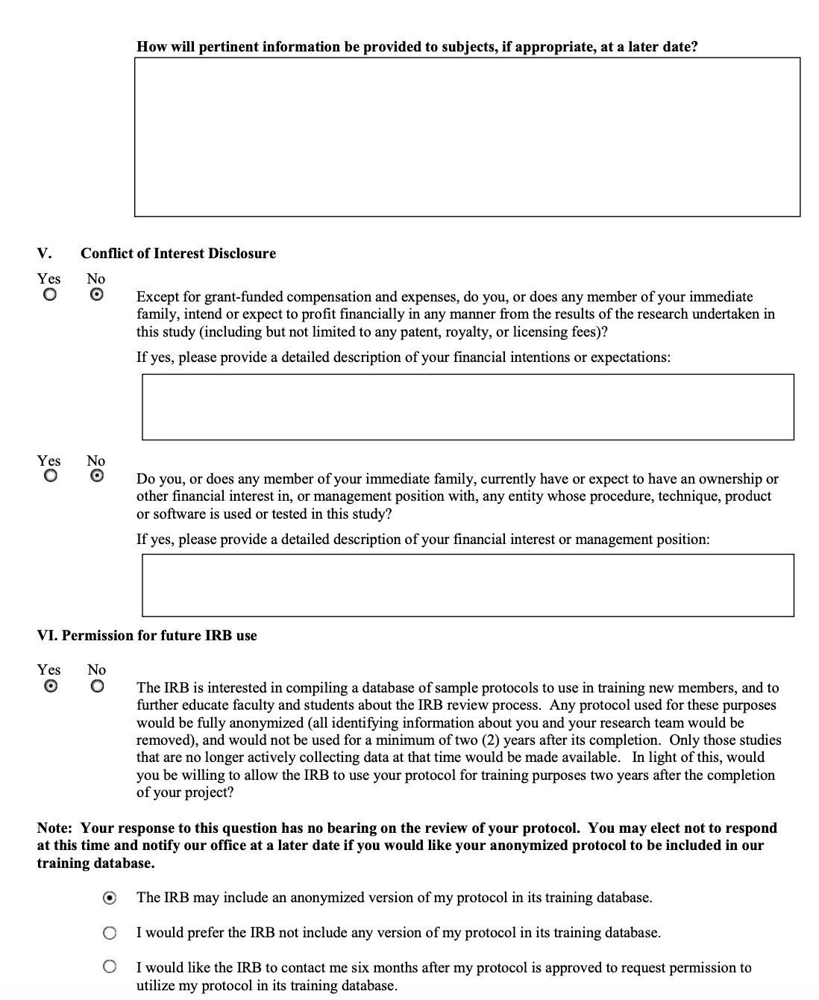 How will pertinent information be provided to subjects, if appropriate, at a later date?
V. Conflict of Interest Disclosure
Yes No
Except for grant-funded compensation and expenses, do you, or does any member of your immediate
family, intend or expect to profit financially in any manner from the results of the research undertaken in
this study (including but not limited to any patent, royalty, or licensing fees)?
If yes, please provide a detailed description of your financial intentions or expectations:
Yes No
Do you, or does any member of your immediate family, currently have or expect to have an ownership or
other financial interest in, or management position with, any entity whose procedure, technique, product
or software is used or tested in this study?
If yes, please provide a detailed description of your financial interest or management position:
VI. Permission for future IRB use
Yes No
The IRB is interested in compiling a database of sample protocols to use in training new members, and to
further educate faculty and students about the IRB review process. Any protocol used for these purposes
would be fully anonymized (all identifying information about you and your research team would be
removed), and would not be used for a minimum of two (2) years after its completion. Only those studies
that are no longer actively collecting data at that time would be made available. In light of this, would
you be willing to allow the IRB to use your protocol for training purposes two years after the completion
of your project?
Note: Your response to this question has no bearing on the review of your protocol. You may elect not to respond
at this time and notify our office at a later date if you would like your anonymized protocol to be included in our
training database.
The IRB may include an anonymized version of my protocol in its training database.
I would prefer the IRB not include any version of my protocol in its training database.
I would like the IRB to contact me six months after my protocol is approved to request permission to
utilize my protocol in its training database.